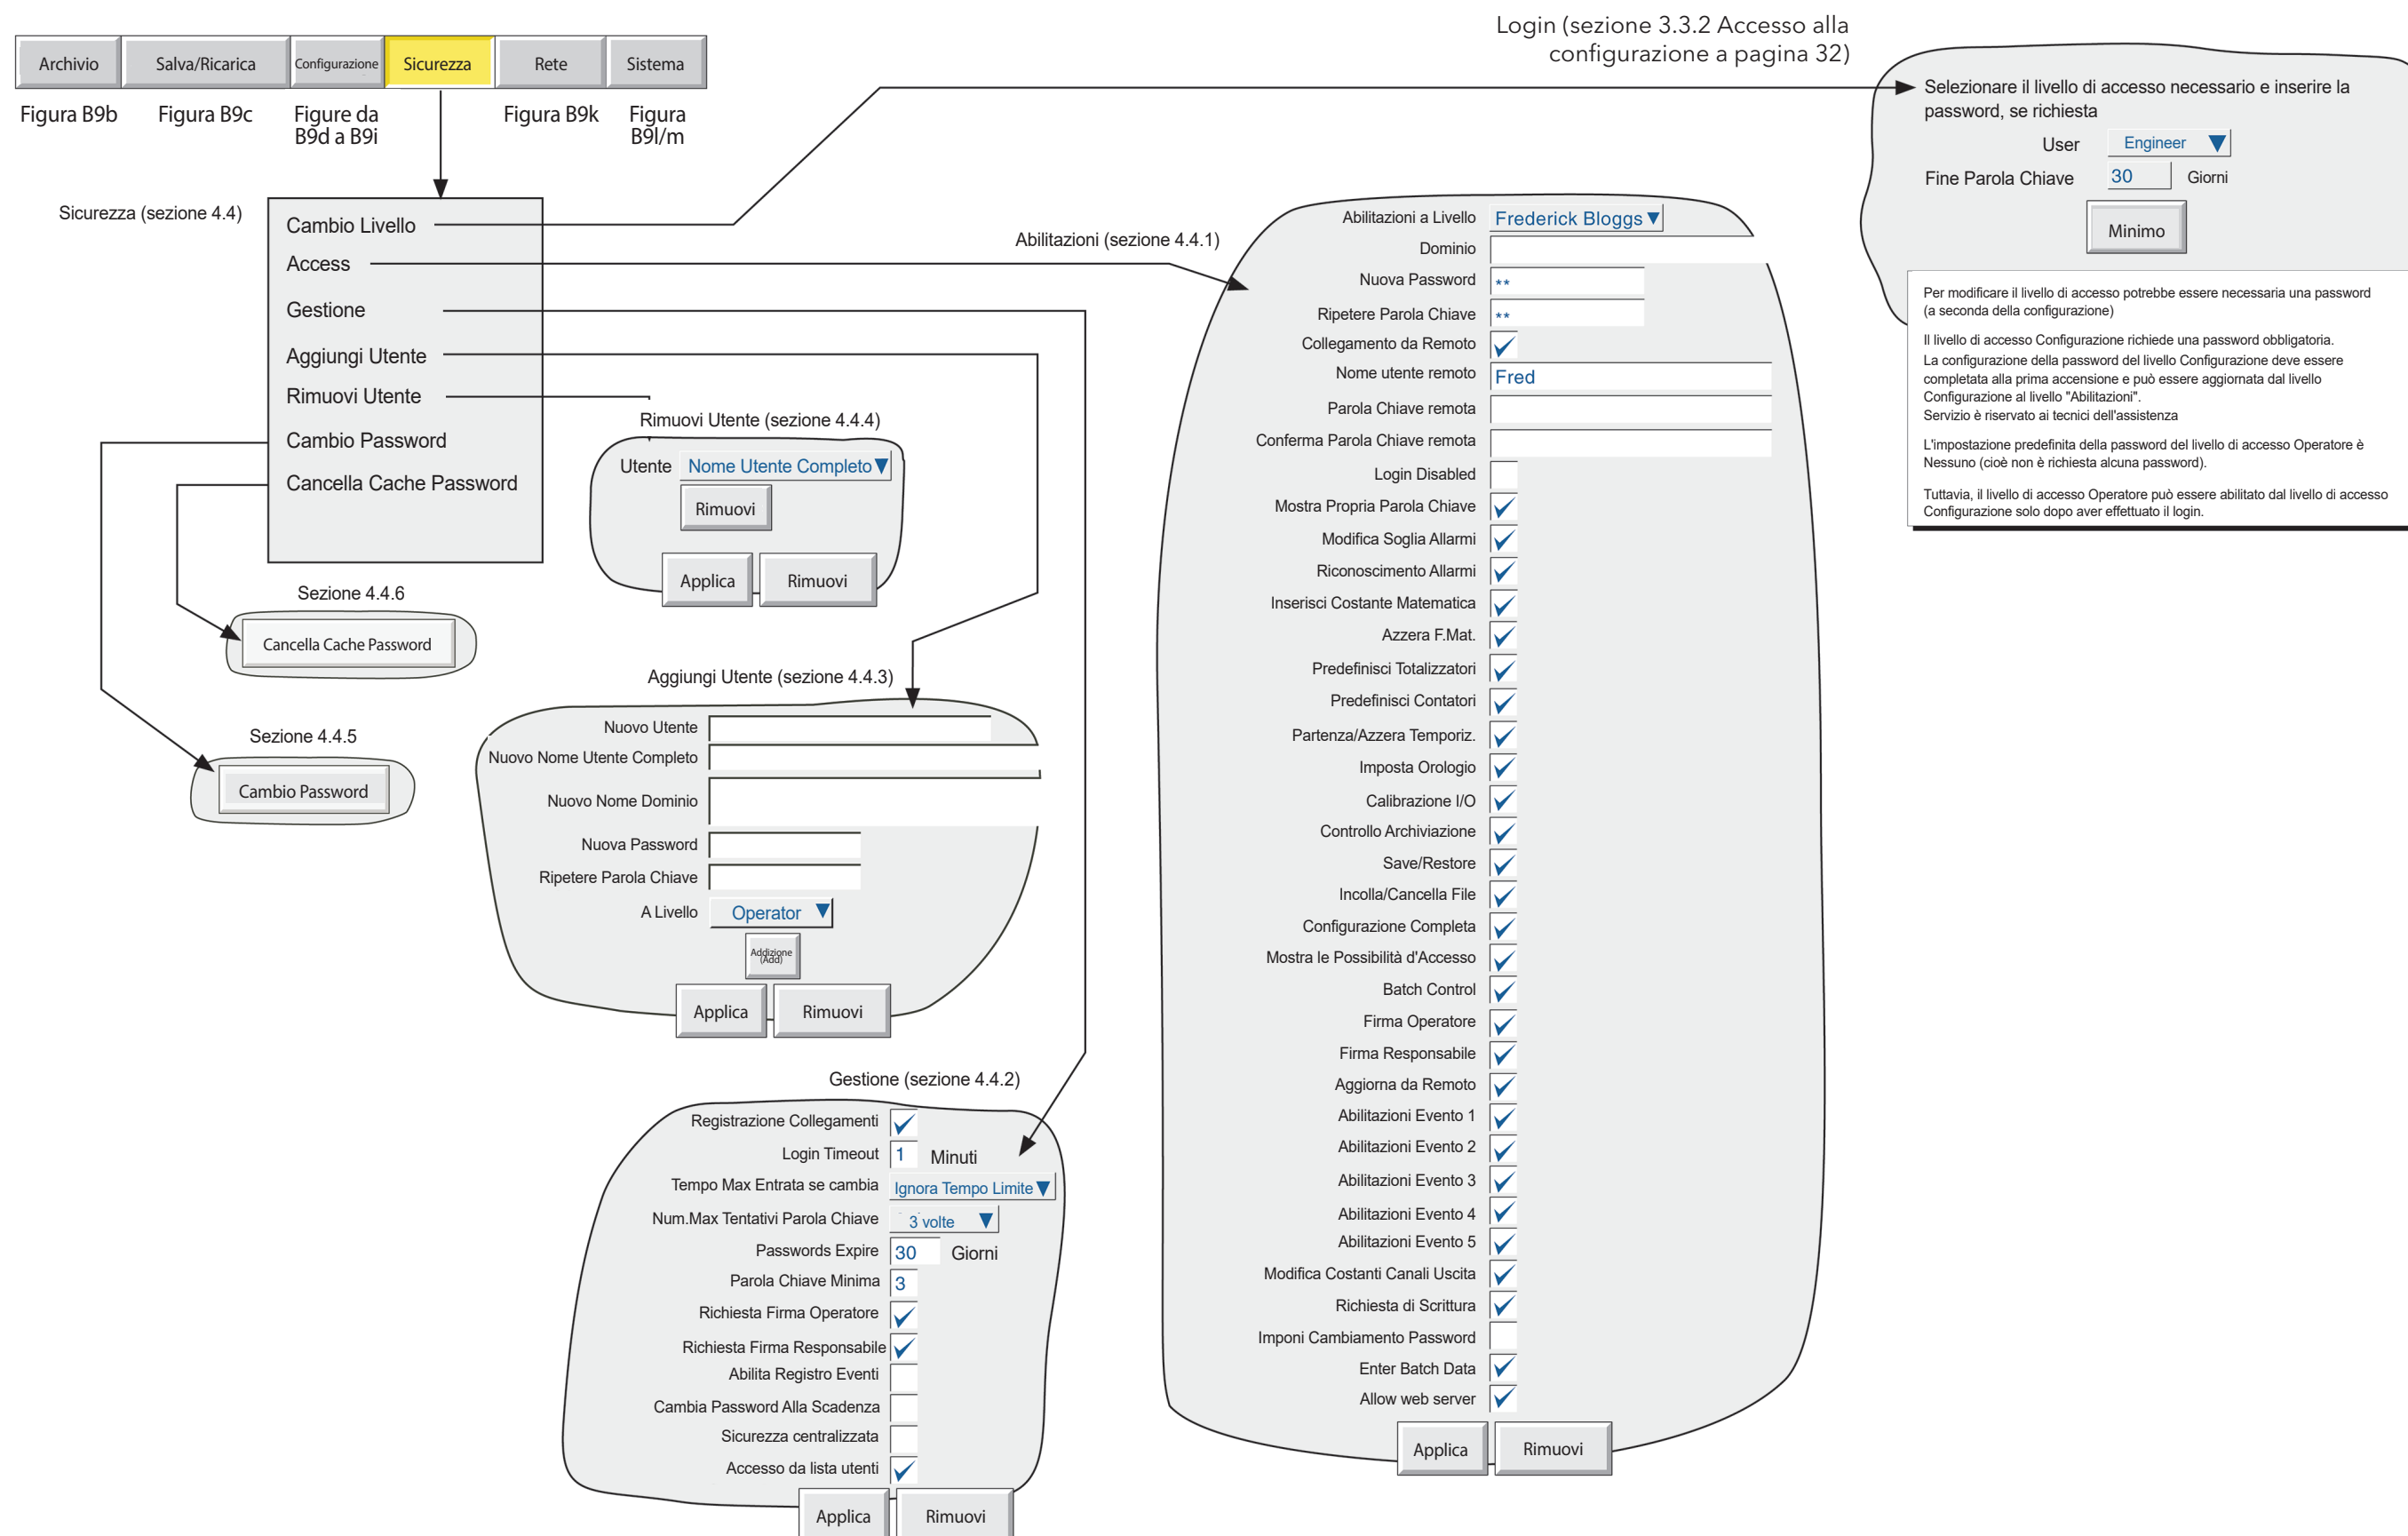 Login (sezione 3.3.2 Accesso alla
configurazione a pagina 32)
Archivio
Salva/Ricarica
Configurazione
Sicurezza
Rete
Sistema
Figura B9b
Figura B9c
Figure da
B9d a B9i
Figura B9k
Figura
B9l/m
Selezionare il livello di accesso necessario e inserire la
password, se richiesta
User Engineer
Fine Parola Chiave 30 Giorni
Minimo
Per modificare il livello di accesso potrebbe essere necessaria una password
(a seconda della configurazione)
Il livello di accesso Configurazione richiede una password obbligatoria.
La configurazione della password del livello Configurazione deve essere
completata alla prima accensione e può essere aggiornata dal livello
Configurazione al livello "Abilitazioni".
Servizio è riservato ai tecnici dell'assistenza
L'impostazione predefinita della password del livello di accesso Operatore è
Nessuno (cioè non è richiesta alcuna password).
Tuttavia, il livello di accesso Operatore può essere abilitato dal livello di accesso
Configurazione solo dopo aver effettuato il login.
Sicurezza (sezione 4.4)
Cambio Livello
Access
Gestione
Aggiungi Utente
Rimuovi Utente
Cambio Password
Cancella Cache Password
Rimuovi Utente (sezione 4.4.4)
Utente Nome Utente Completo
Rimuovi
Applica
Rimuovi
Sezione 4.4.6
Cancella Cache Password
Sezione 4.4.5
Cambio Password
Aggiungi Utente (sezione 4.4.3)
Nuovo Utente
Nuovo Nome Utente Completo
Nuovo Nome Dominio
Nuova Password
Ripetere Parola Chiave
A Livello Operator
Addizione
(Add)
Applica
Rimuovi
Gestione (sezione 4.4.2)
Registrazione Collegamenti
Login Timeout 1 Minuti
Tempo Max Entrata se cambia Ignora Tempo Limite
Num.Max Tentativi Parola Chiave 3 volte
Passwords Expire 30 Giorni
Parola Chiave Minima 3
Richiesta Firma Operatore
Richiesta Firma Responsabile
Abilita Registro Eventi
Cambia Password Alla Scadenza
Sicurezza centralizzata
Accesso da lista utenti
Applica
Rimuovi
Abilitazioni (sezione 4.4.1)
Abilitazioni a Livello Frederick Bloggs
Dominio
Nuova Password **
Ripetere Parola Chiave **
Collegamento da Remoto
Nome utente remoto Fred
Parola Chiave remota
Conferma Parola Chiave remota
Login Disabled
Mostra Propria Parola Chiave
Modifica Soglia Allarmi
Riconoscimento Allarmi
Inserisci Costante Matematica
Azzera F.Mat.
Predefinisci Totalizzatori
Predefinisci Contatori
Partenza/Azzera Temporiz.
Imposta Orologio
Calibrazione I/O
Controllo Archiviazione
Save/Restore
Incolla/Cancella File
Configurazione Completa
Mostra le Possibilità d'Accesso
Batch Control
Firma Operatore
Firma Responsabile
Aggiorna da Remoto
Abilitazioni Evento 1
Abilitazioni Evento 2
Abilitazioni Evento 3
Abilitazioni Evento 4
Abilitazioni Evento 5
Modifica Costanti Canali Uscita
Richiesta di Scrittura
Imponi Cambiamento Password
Enter Batch Data
Allow web server
Applica
Rimuovi